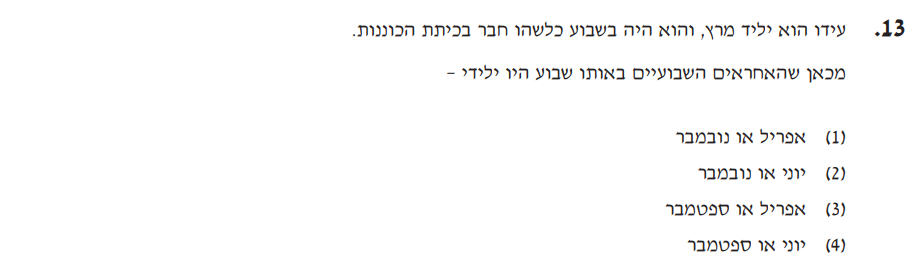 13. עידו הוא יליד מרץ, והוא היה בשבוע כלשהו חבר בכיתת הכוננות.
מכאן שהאחראים השבועיים באותו שבוע היו ילידי –
(1) אפריל או נובמבר
(2) יוני או נובמבר
(3) אפריל או ספטמבר
(4) יוני או ספטמבר